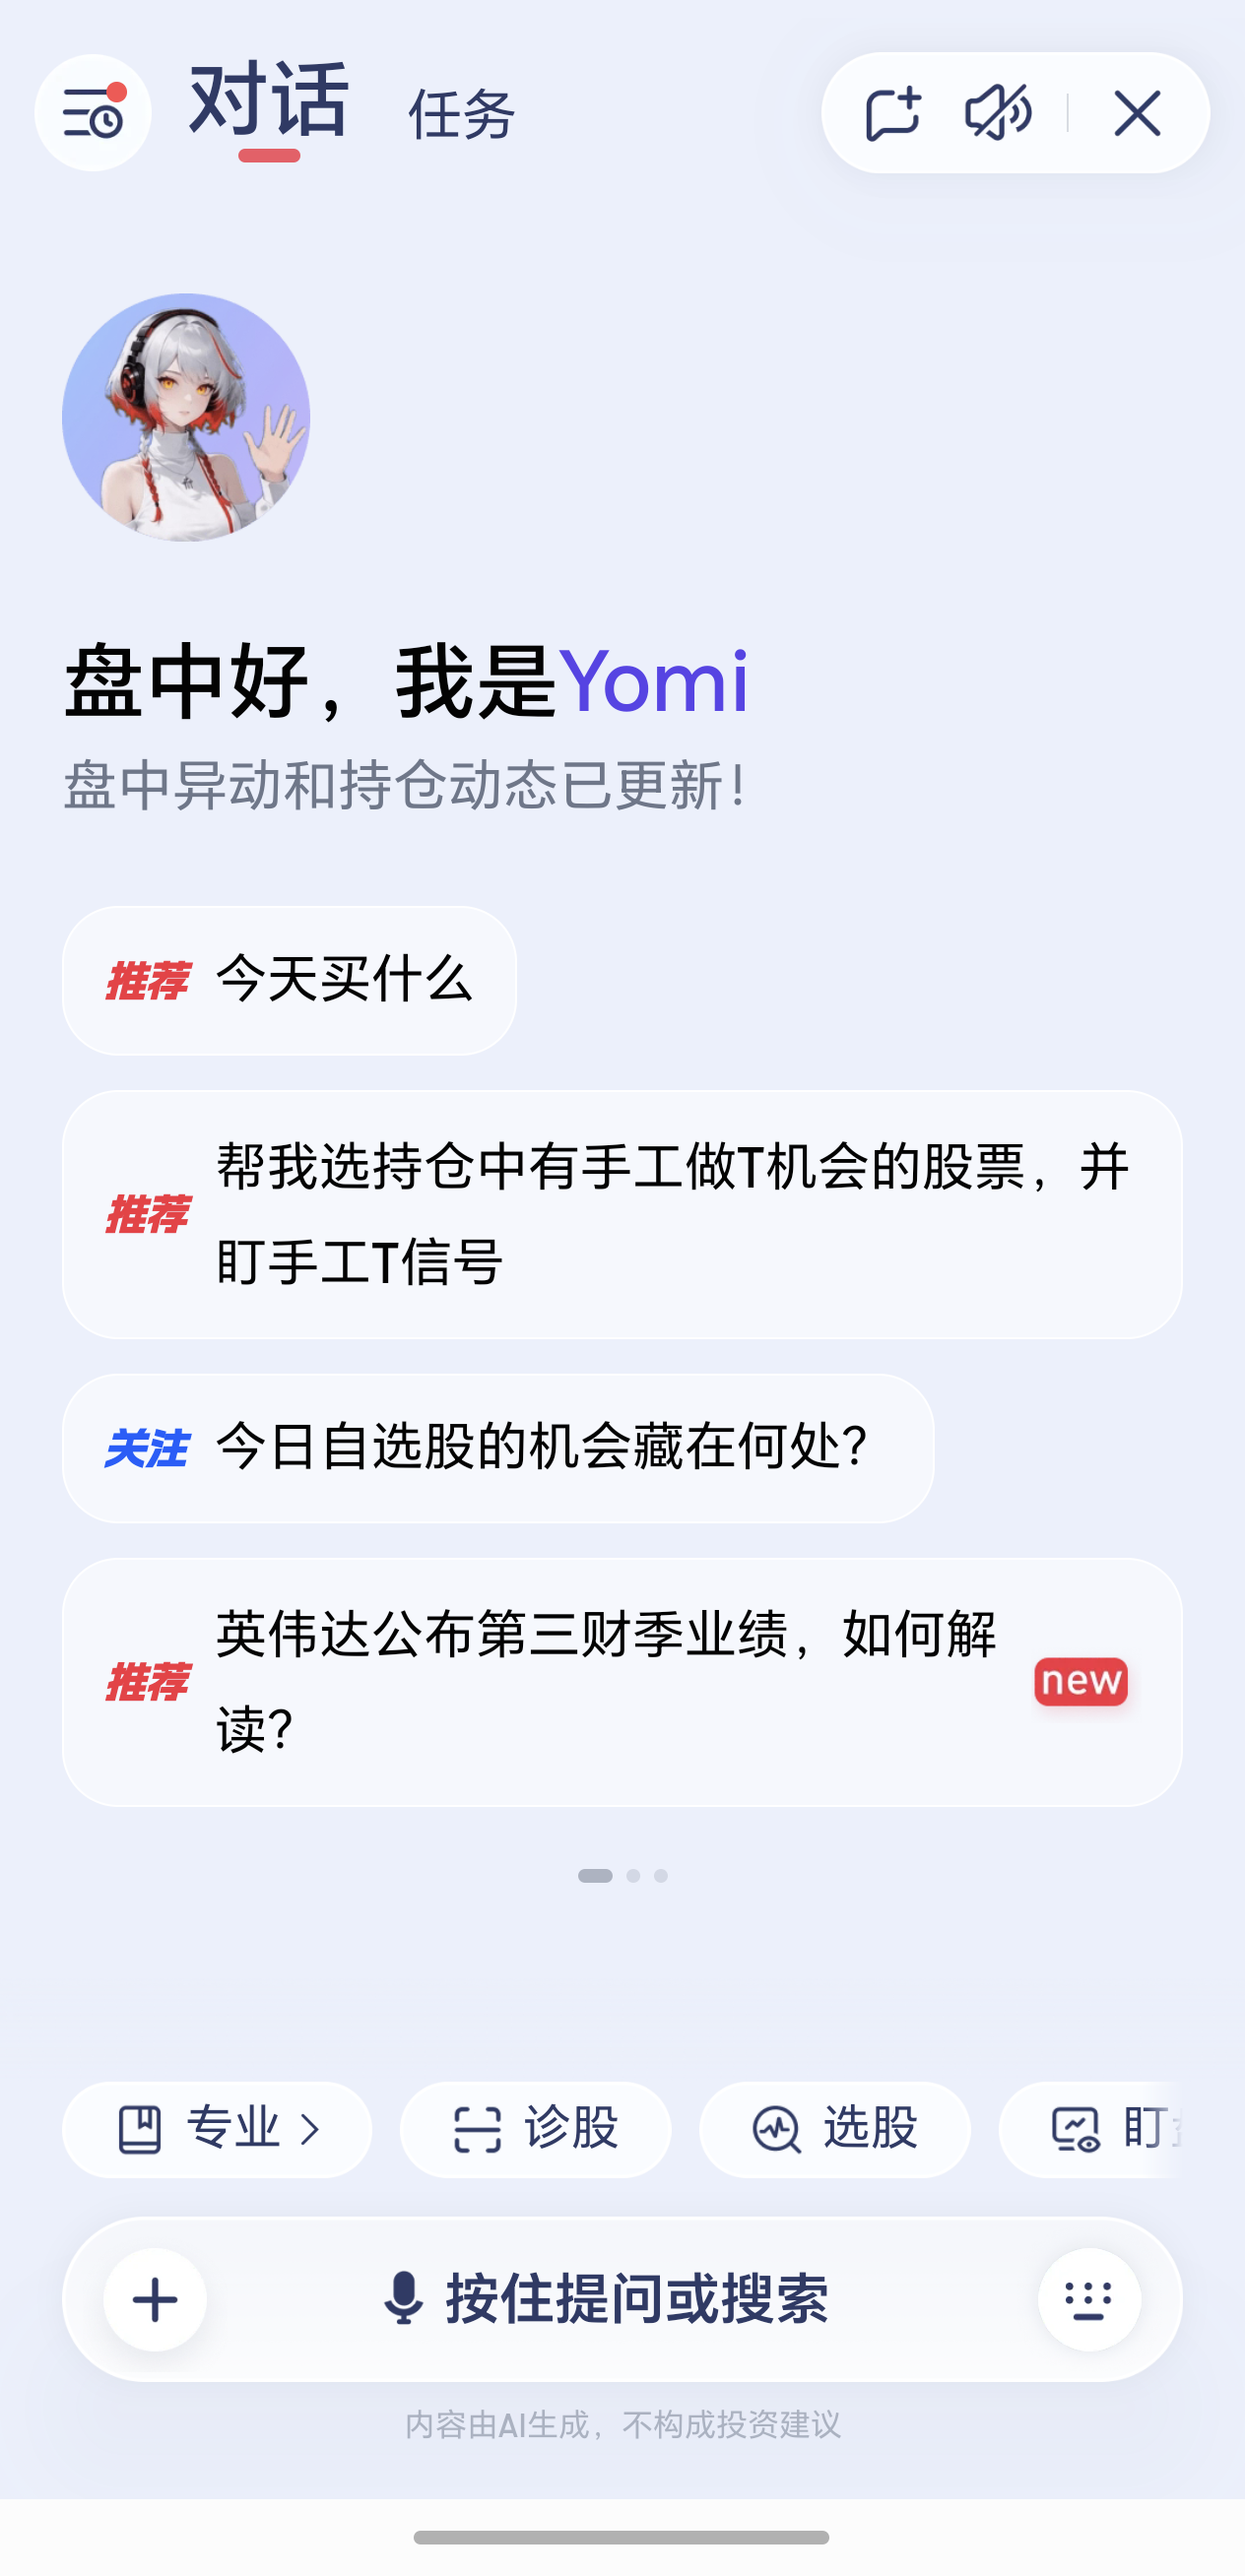 对话
任务
盘中好，我是Yomi
盘中异动和持仓动态已更新！
推荐 今天买什么
推荐 帮我选持仓中有手工做T机会的股票，并
盯手工T信号
关注 今日自选股的机会藏在何处？
推荐 英伟达公布第三财季业绩，如何解
读？
new
专业
诊股
选股
盯
按住提问或搜索
内容由AI生成，不构成投资建议